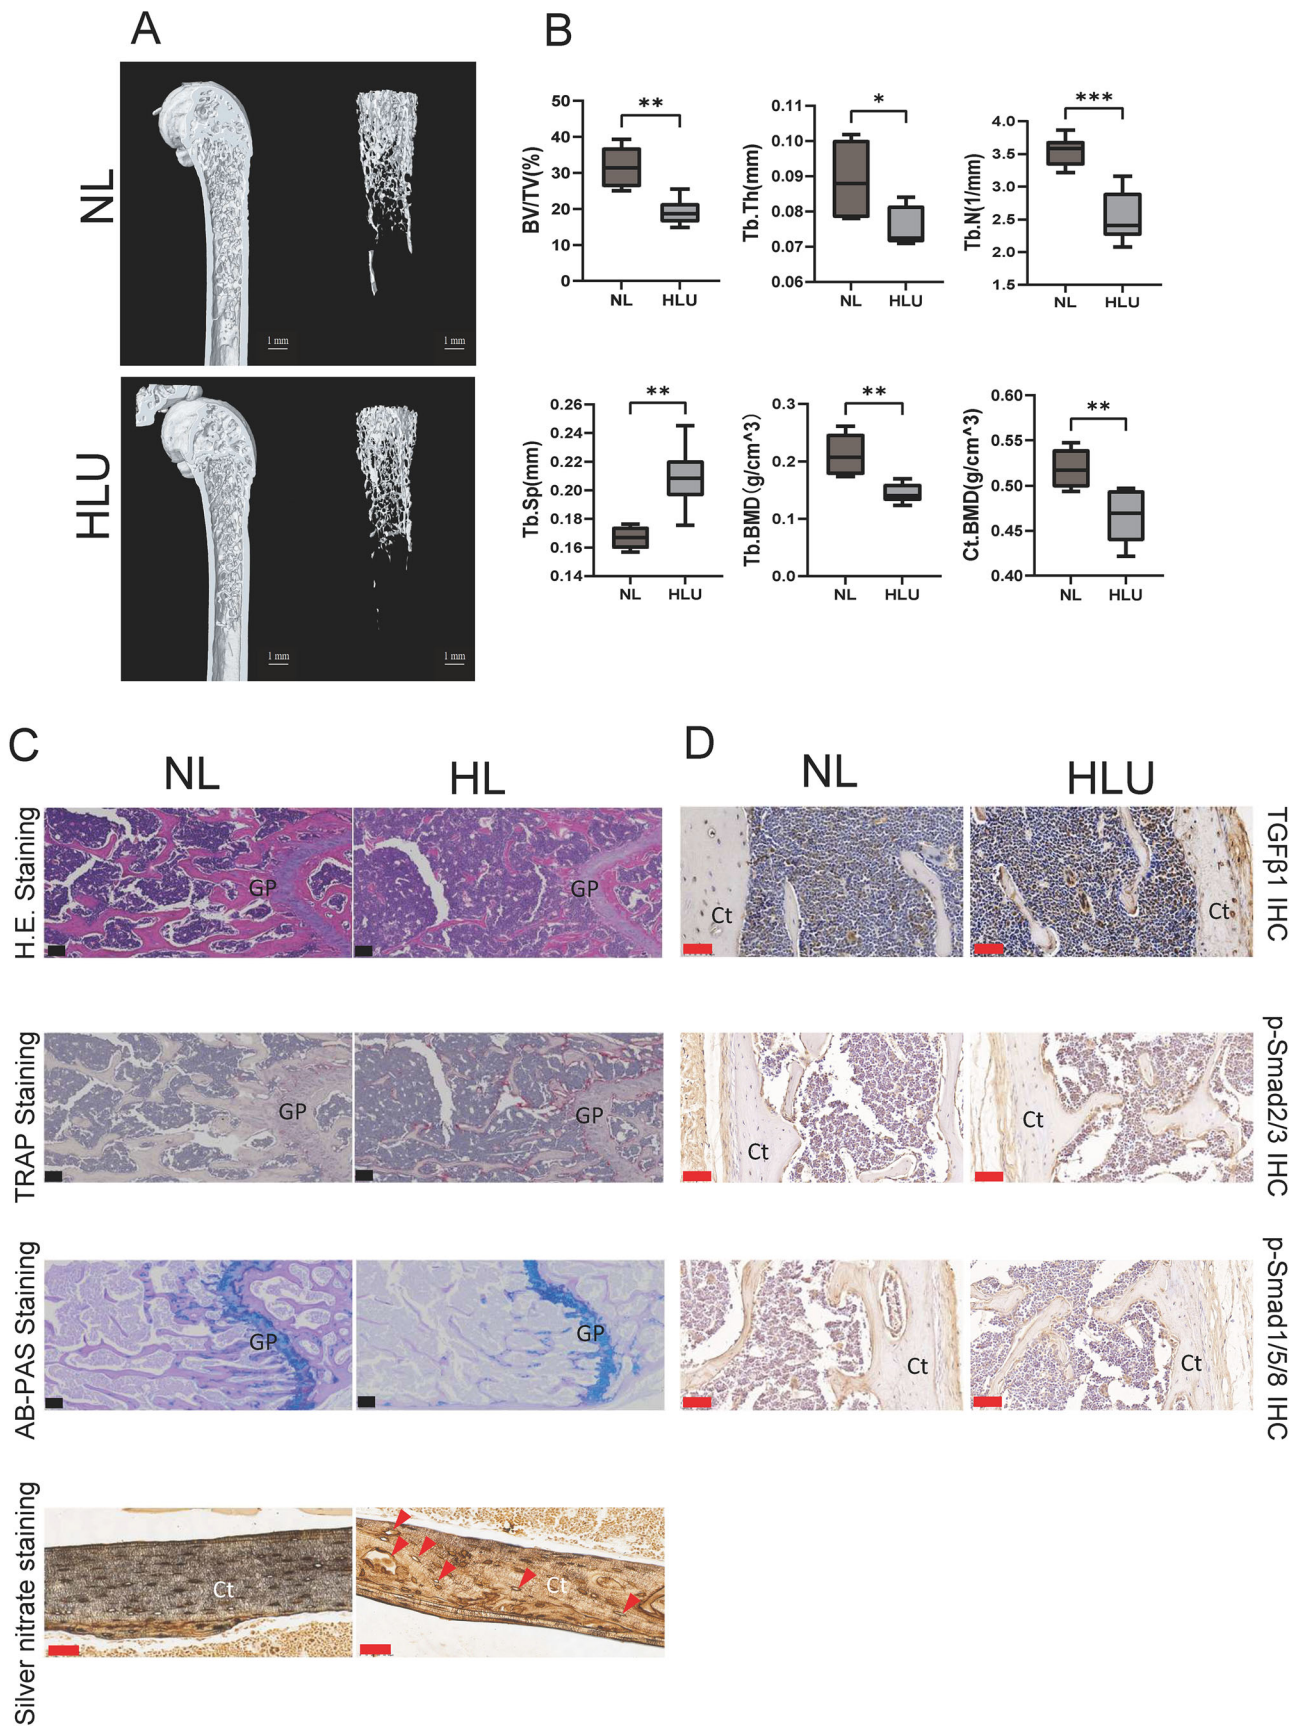 A
B
NL
1 mm
1 mm
HLU
1 mm
1 mm
BV/TV(%)
50
40
30
20
10
0
**
NL
HLU
Tb.Th(mm)
0.11
0.10
0.09
0.08
0.07
0.06
*
NL
HLU
Tb.N(1/mm)
4.0
3.5
3.0
2.5
2.0
1.5
***
NL
HLU
Tb.Sp(mm)
0.26
0.24
0.22
0.20
0.18
0.16
0.14
**
NL
HLU
Tb.BMD(g/cm^3)
0.3
0.2
0.1
0.0
**
NL
HLU
Ct.BMD(g/cm^3)
0.60
0.55
0.50
0.45
0.40
**
NL
HLU
C
NL
HL
H.E. Staining
GP
GP
TRAP Staining
GP
GP
AB-PAS Staining
GP
GP
Silver nitrate staining
Ct
Ct
D
NL
HLU
Ct
Ct
TGFβ1 IHC
Ct
Ct
p-Smad2/3 IHC
Ct
Ct
p-Smad1/5/8 IHC